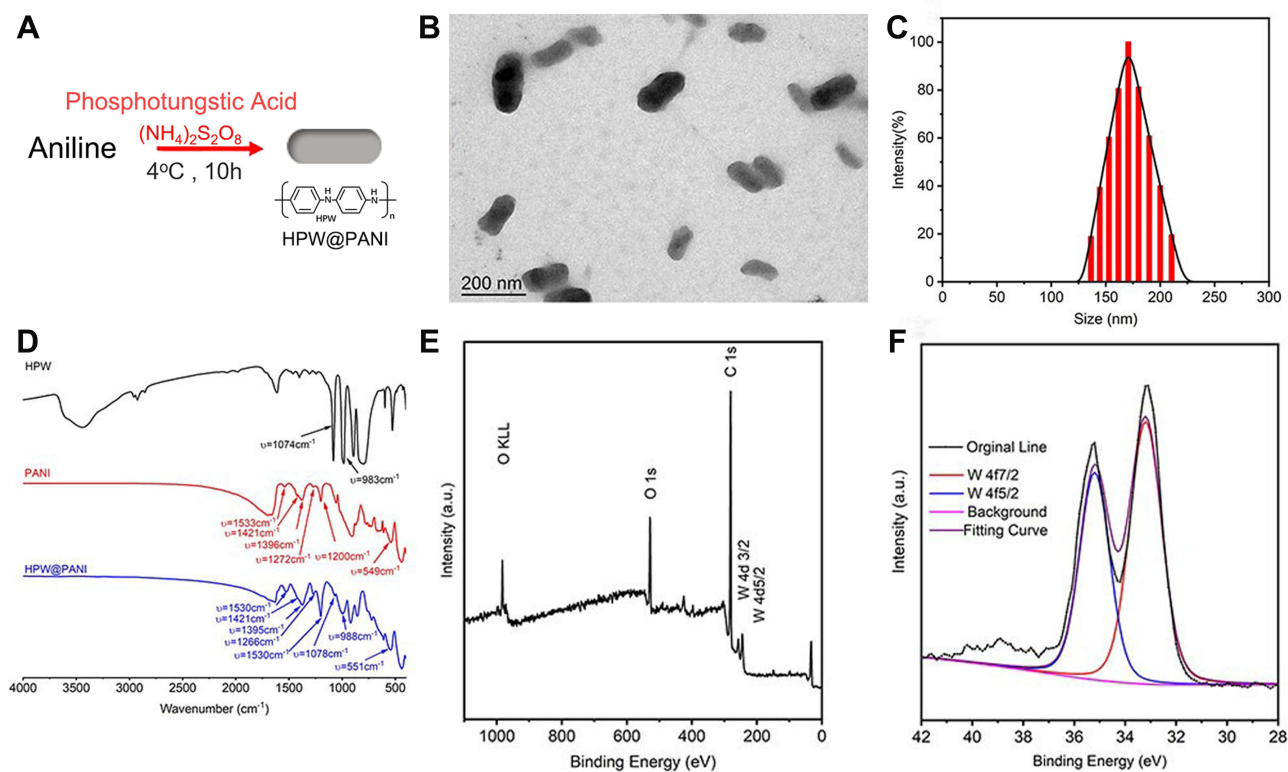 A
Phosphotungstic Acid
(NH4)2S2O8
Aniline
4oC , 10h
H
N
H
N
n
HPW
HPW@PANI
B
200 nm
C
Intensity(%)
100
80
60
40
20
0
0 50 100 150 200 250 300
Size (nm)
D
HPW
υ=1074cm-1
υ=983cm-1
PANI
υ=1533cm-1
υ=1421cm-1
υ=1396cm-1
υ=1272cm-1
υ=1200cm-1
υ=549cm-1
HPW@PANI
υ=1530cm-1
υ=1421cm-1
υ=1395cm-1
υ=1266cm-1
υ=1530cm-1
υ=1078cm-1
υ=988cm-1
υ=551cm-1
4000 3500 3000 2500 2000 1500 1000 500
Wavenumber (cm-1)
E
Intensity (a.u.)
O KLL
O 1s
C 1s
W 4d 3/2
W 4d5/2
1000 800 600 400 200 0
Binding Energy (eV)
F
Intensity (a.u.)
Orginal Line
W 4f7/2
W 4f5/2
Background
Fitting Curve
42 40 38 36 34 32 30 28
Binding Energy (eV)